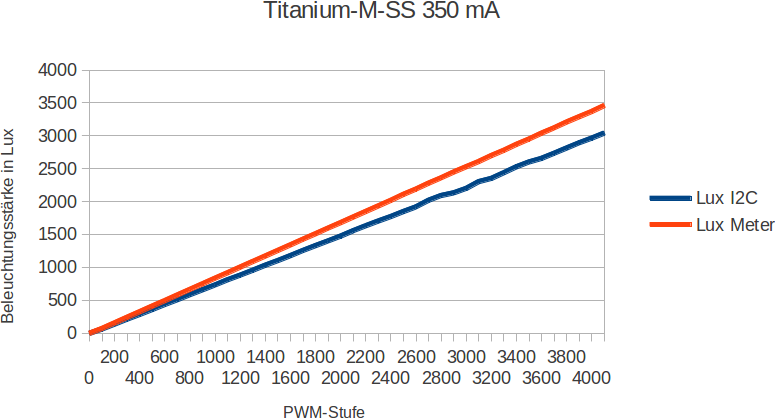 Titanium-M-SS 350 mA
Beleuchtungsstärke in Lux
4000
3500
3000
2500
2000
1500
1000
500
0
Lux I2C
Lux Meter
200 600 1000 1400 1800 2200 2600 3000 3400 3800
0 400 800 1200 1600 2000 2400 2800 3200 3600 4000
PWM-Stufe